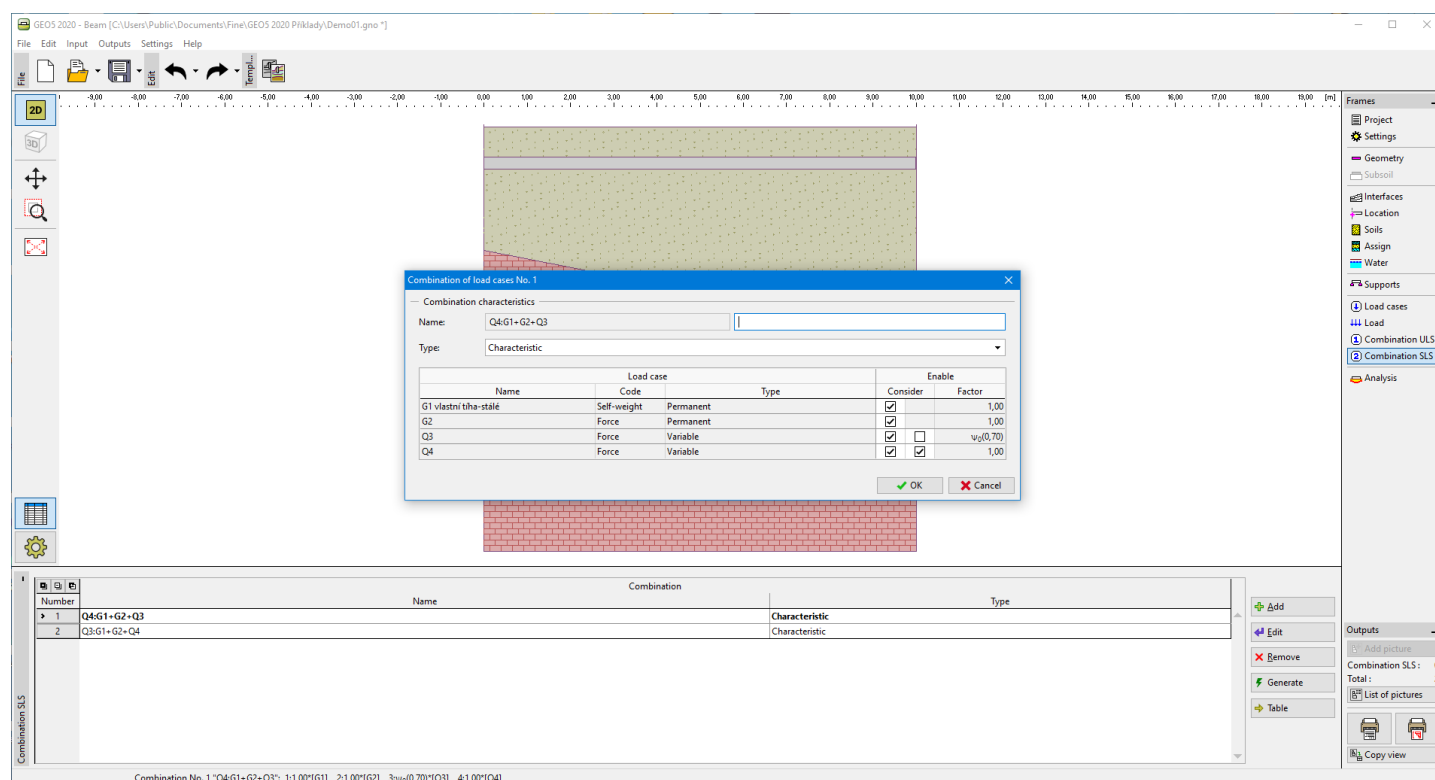 GEO5 2020 - Beam [C:\Users\Public\Documents\Fine\GEO5 2020 Příklady\Demo01.gno *]
File Edit Input Outputs Settings Help
File
Edit
Templ...
2D
3D
-9,00 -8,00 -7,00 -6,00 -5,00 -4,00 -3,00 -2,00 -1,00 0,00 1,00 2,00 3,00 4,00 5,00 6,00 7,00 8,00 9,00 10,00 11,00 12,00 13,00 14,00 15,00 16,00 17,00 18,00 19,00 [m]
Frames
Project
Settings
Geometry
Subsoil
Interfaces
Location
Soils
Assign
Water
Supports
Load cases
Load
1 Combination ULS
2 Combination SLS
Analysis
Combination of load cases No. 1
Combination characteristics
Name: Q4:G1+G2+Q3
Type: Characteristic
Load case Enable
Name Code Type Consider Factor
G1 vlastní tíha-stálé Self-weight Permanent 1,00
G2 Force Permanent 1,00
Q3 Force Variable ψ0(0,70)
Q4 Force Variable 1,00
OK Cancel
Combination
Number Name Type
1 Q4:G1+G2+Q3 Characteristic
2 Q3:G1+G2+Q4 Characteristic
Add
Edit
Remove
Generate
Table
Combination SLS
Outputs
Add picture
Combination SLS :
Total :
List of pictures
Copy view
Combination No. 1 "Q4:G1+G2+Q3": 1:1,00*[G1] 2:1,00*[G2] 3:ψ0(0,70)*[Q3] 4:1,00*[Q4]